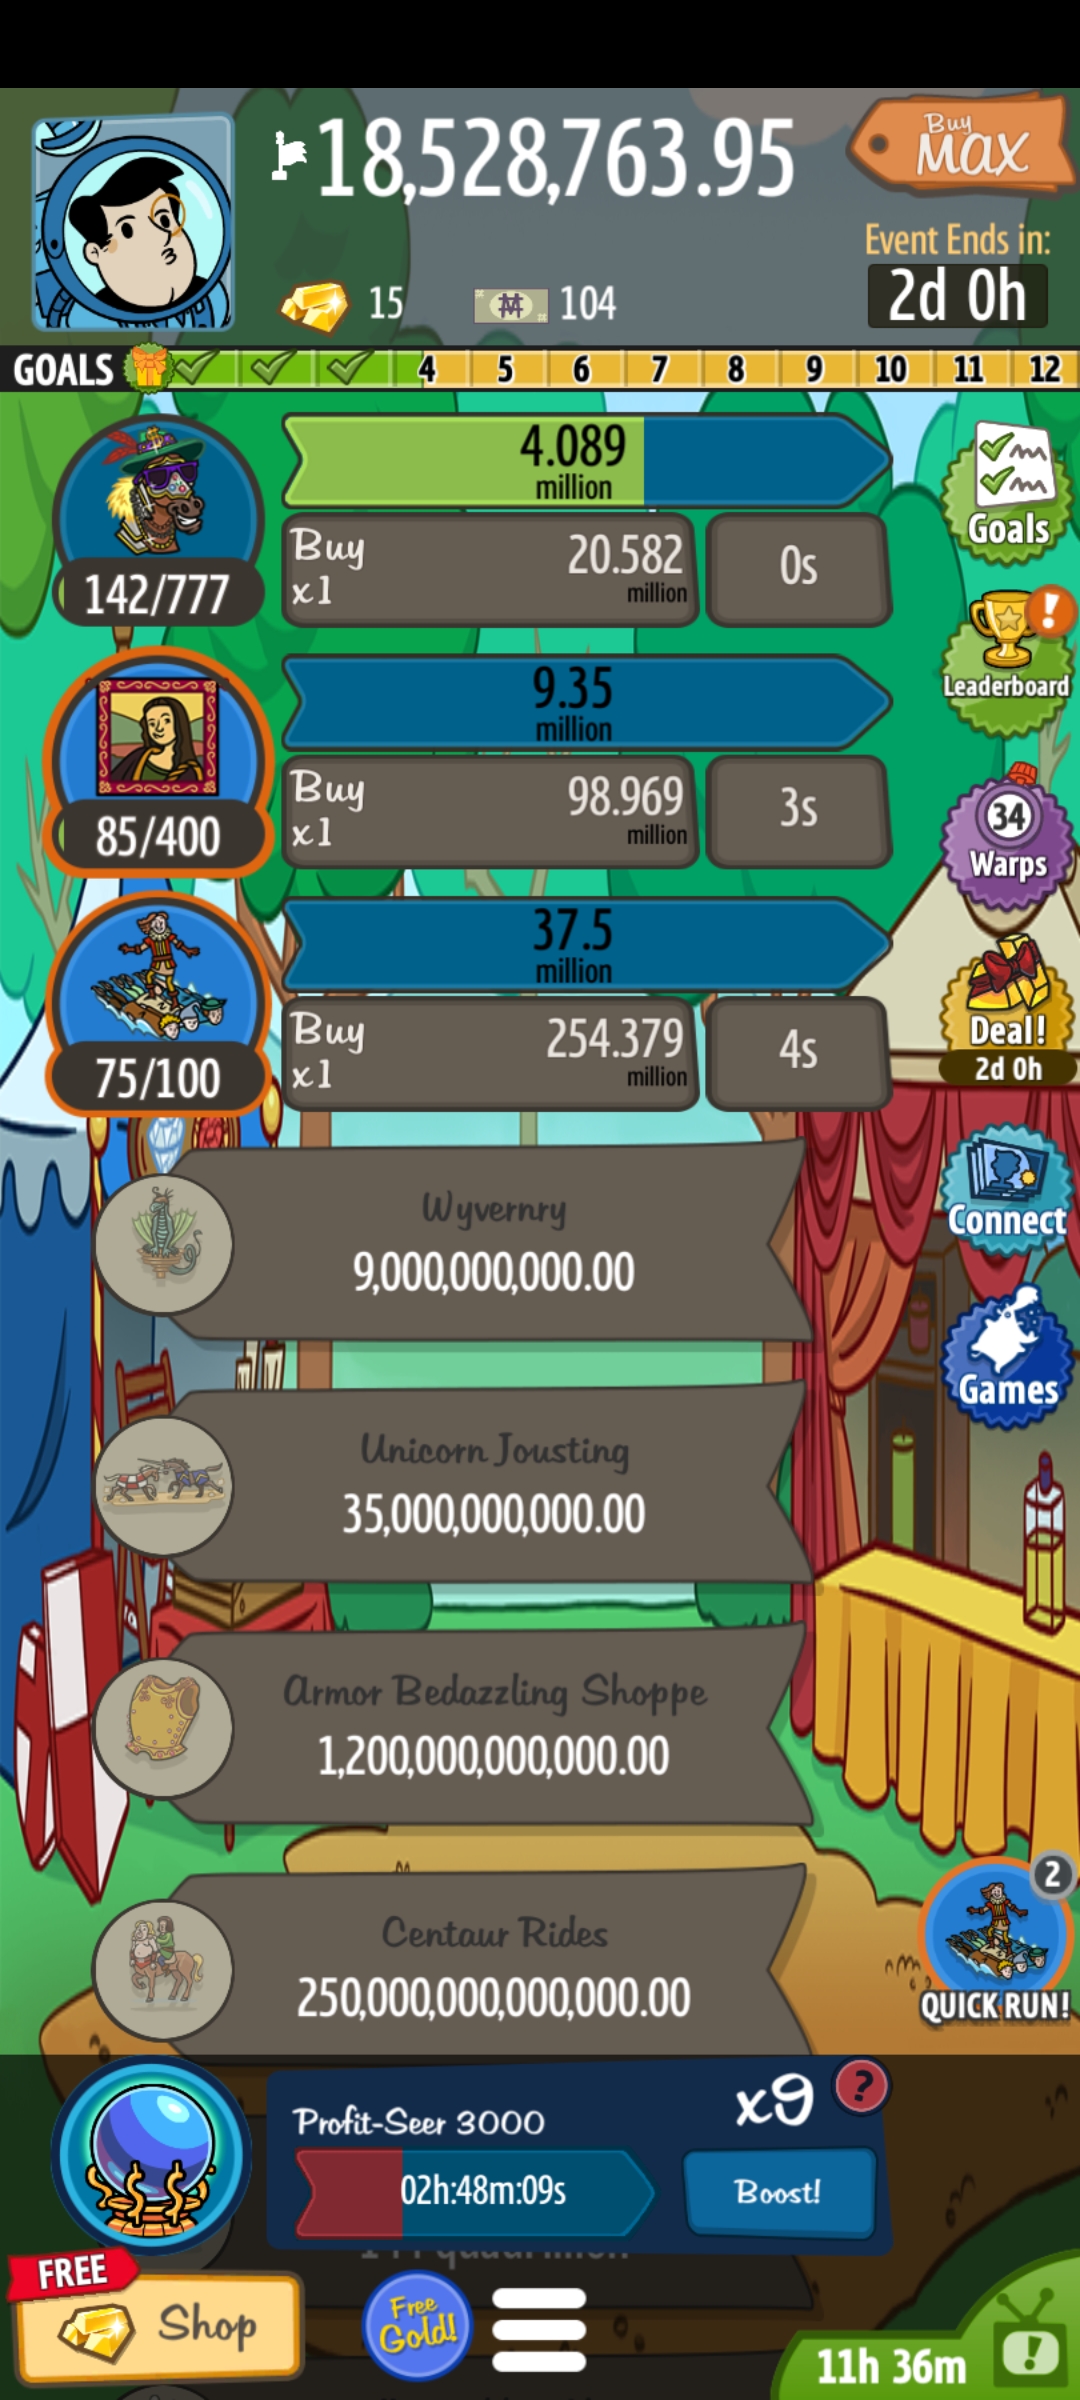 18,528,763.95
Buy
MAX
Event Ends in:
2d 0h
15
104
GOALS
4 5 6 7 8 9 10 11 12
4.089
million
Buy
x1
20.582
million
0s
142/777
Goals
!
Leaderboard
9.35
million
Buy
x1
98.969
million
3s
85/400
34
Warps
37.5
million
Buy
x1
254.379
million
4s
75/100
Deal!
2d 0h
Wyvernry
9,000,000,000.00
Connect
Unicorn Jousting
35,000,000,000.00
Games
Armor Bedazzling Shoppe
1,200,000,000,000.00
Centaur Rides
250,000,000,000,000.00
2
QUICK RUN!
Profit-Seer 3000
x9
?
02h:48m:09s
Boost!
FREE
Shop
Free
Gold!
11h 36m
!